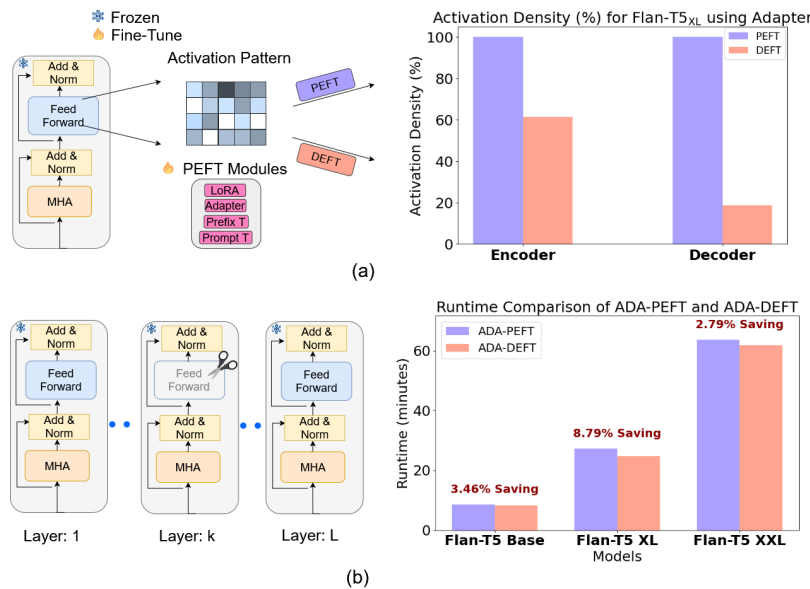 Frozen
Fine-Tune
Add &
Norm
Feed
Forward
Add &
Norm
MHA
Activation Pattern
PEFT
DEFT
PEFT Modules
LoRA
Adapter
Prefix T
Prompt T
Activation Density (%) for Flan-T5XL using Adapter
PEFT
DEFT
Activation Density (%)
100
80
60
40
20
0
Encoder
Decoder
(a)
Add &
Norm
Feed
Forward
Add &
Norm
MHA
Layer: 1
Add &
Norm
Feed
Forward
Add &
Norm
MHA
Layer: k
Add &
Norm
Feed
Forward
Add &
Norm
MHA
Layer: L
Runtime Comparison of ADA-PEFT and ADA-DEFT
ADA-PEFT
ADA-DEFT
2.79% Saving
8.79% Saving
3.46% Saving
Runtime (minutes)
60
40
20
0
Flan-T5 Base
Flan-T5 XL
Flan-T5 XXL
Models
(b)